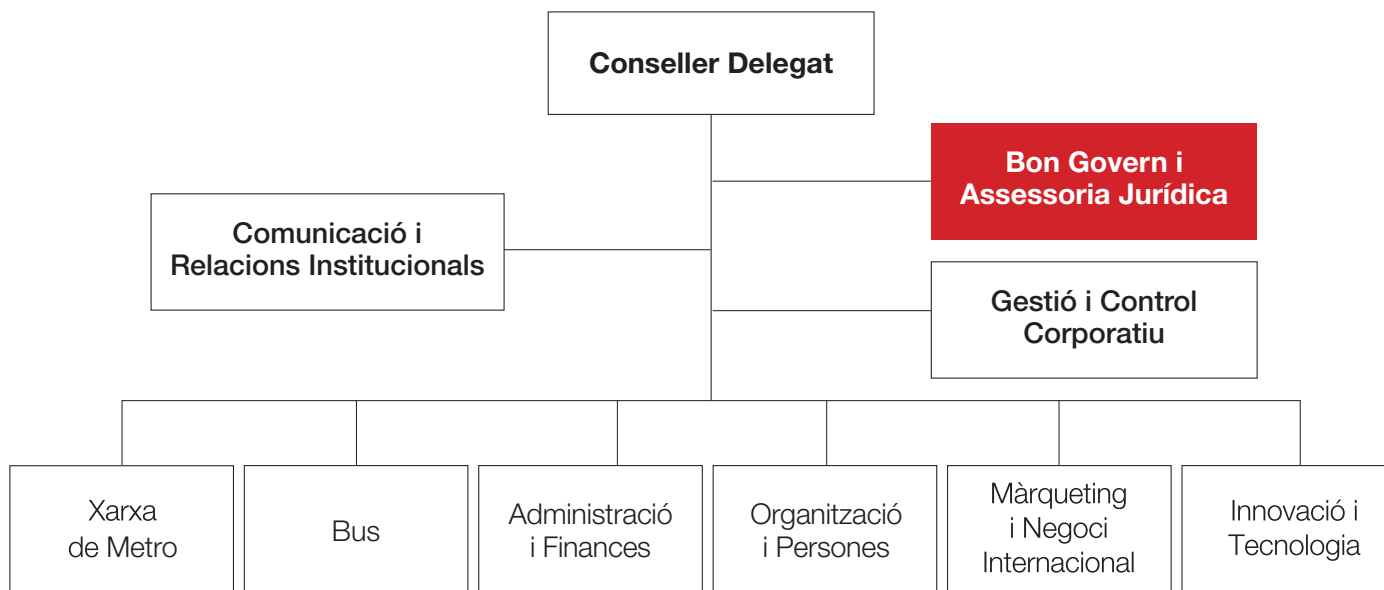 Conseller Delegat
Bon Govern i
Assessoria Jurídica
Comunicació i
Relacions Institucionals
Gestió i Control
Corporatiu
Xarxa
de Metro
Bus
Administració
i Finances
Organització
i Persones
Màrqueting
i Negoci
Internacional
Innovació i
Tecnologia